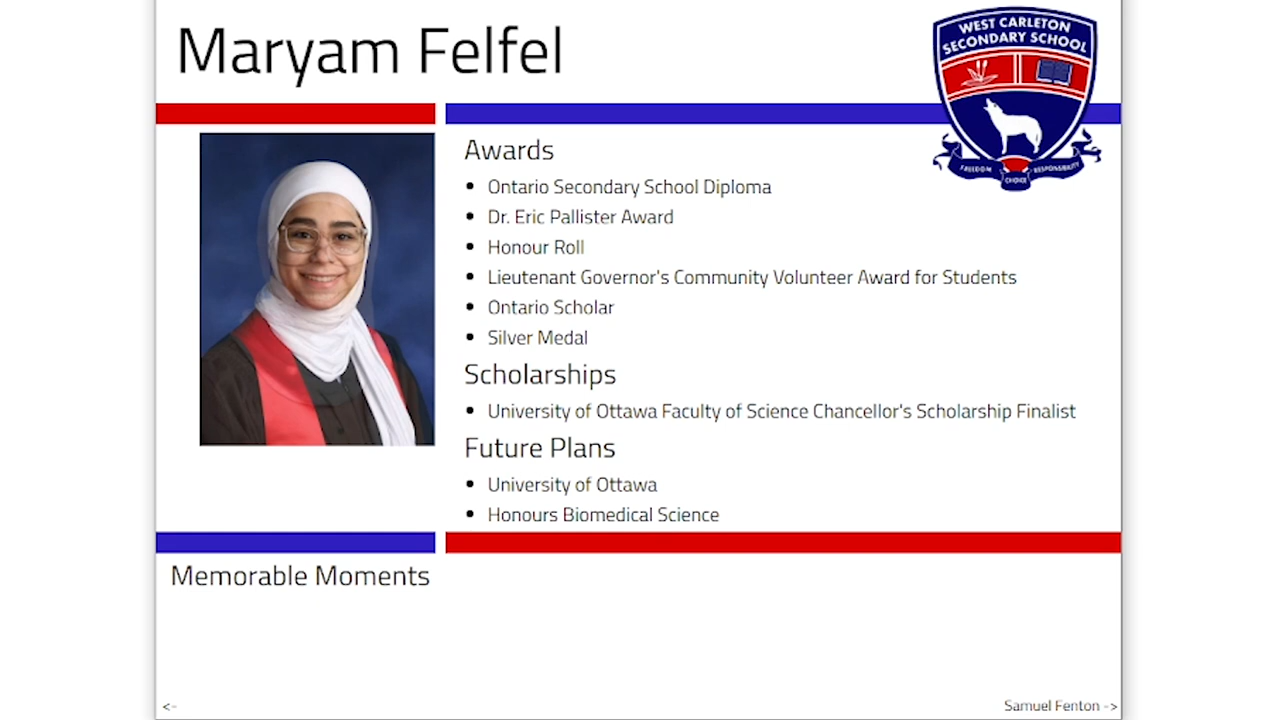 Maryam Felfel
WEST CARLETON
SECONDARY SCHOOL
FREEDOM
CHOICE
RESPONSIBILITY
Awards
• Ontario Secondary School Diploma
• Dr. Eric Pallister Award
• Honour Roll
• Lieutenant Governor's Community Volunteer Award for Students
• Ontario Scholar
• Silver Medal
Scholarships
• University of Ottawa Faculty of Science Chancellor's Scholarship Finalist
Future Plans
• University of Ottawa
• Honours Biomedical Science
Memorable Moments
<-
Samuel Fenton ->